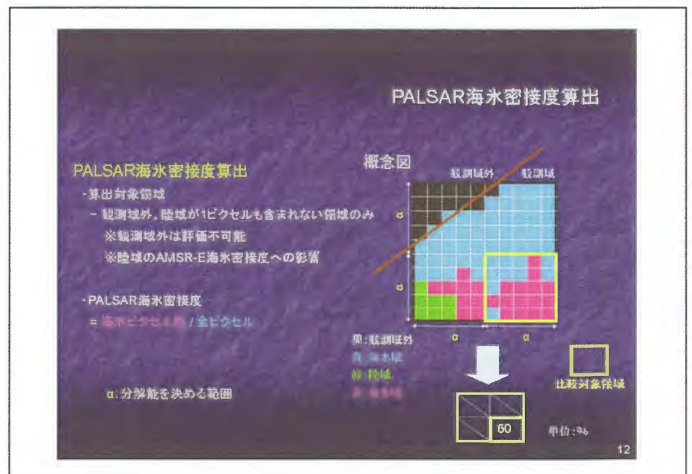 PALSAR海氷密接度算出
PALSAR海氷密接度算出
・算出対象領域
− 観測域外、陸域が1ピクセルも含まれない領域のみ
※観測域外は評価不可能
※陸域のAMSR-E海氷密接度への影響
・PALSAR海氷密接度
= 海氷ピクセル数 / 全ピクセル
α:分解能を決める範囲
概念図
観測域外 観測域
α
α
α α
黒:観測域外
青:海水域
緑:陸域
比較対象領域
60
単位:%
12